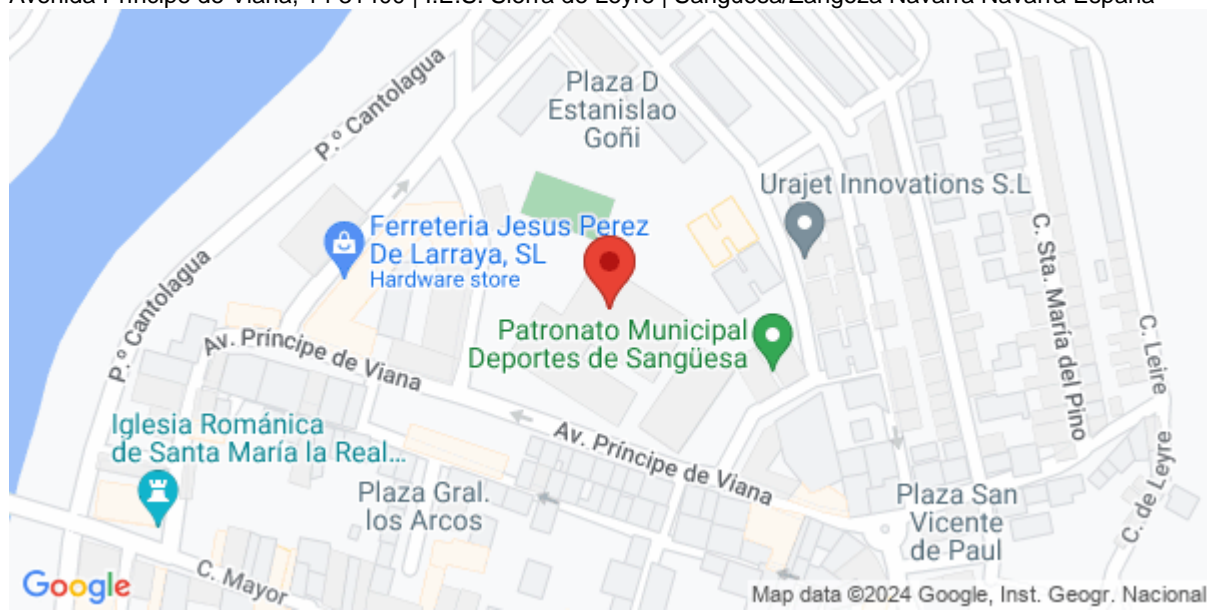 Plaza D
Estanislao
Goñi
P.º Cantolagua
Urajet Innovations S.L
Ferreteria Jesus Perez
De Larraya, SL
Hardware store
C. Sta. María del Pino
P.º Cantolagua
Patronato Municipal
Deportes de Sangüesa
C. Leire
Av. Príncipe de Viana
Iglesia Románica
de Santa María la Real...
Av. Príncipe de Viana
Plaza Gral.
los Arcos
Plaza San
Vicente
de Paul
C. de Leyre
C. Mayor
Google
Map data ©2024 Google, Inst. Geogr. Nacional